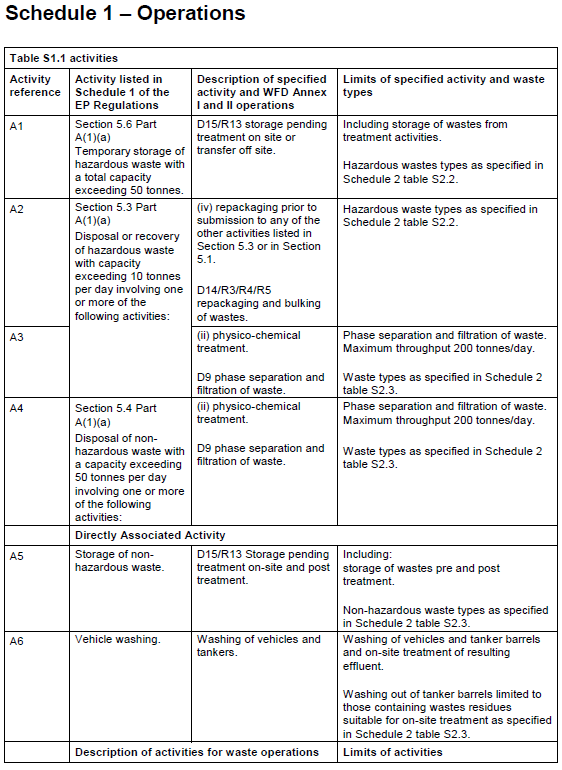 Schedule 1 – Operations
Table S1.1 activities
Activity reference
Activity listed in Schedule 1 of the EP Regulations
Description of specified activity and WFD Annex I and II operations
Limits of specified activity and waste types
A1
Section 5.6 Part
A(1)(a)
Temporary storage of
hazardous waste with
a total capacity
exceeding 50 tonnes.
D15/R13 storage pending
treatment on site or
transfer off site.
Including storage of wastes from
treatment activities.
Hazardous wastes types as specified in
Schedule 2 table S2.2.
A2
Section 5.3 Part
A(1)(a)
Disposal or recovery
of hazardous waste
with capacity
exceeding 10 tonnes
per day involving one
or more of the
following activities:
(iv) repackaging prior to
submission to any of the
other activities listed in
Section 5.3 or in Section
5.1.
D14/R3/R4/R5
repackaging and bulking
of wastes.
Hazardous waste types as specified in
Schedule 2 table S2.2.
A3
(ii) physico-chemical
treatment.
D9 phase separation and
filtration of waste.
Phase separation and filtration of waste.
Maximum throughput 200 tonnes/day.
Waste types as specified in Schedule 2
table S2.3.
A4
Section 5.4 Part
A(1)(a)
Disposal of non-
hazardous waste with
a capacity exceeding
50 tonnes per day
involving one or more
of the following
activities:
(ii) physico-chemical
treatment.
D9 phase separation and
filtration of waste.
Phase separation and filtration of waste.
Maximum throughput 200 tonnes/day.
Waste types as specified in Schedule 2
table S2.3.
Directly Associated Activity
A5
Storage of non-
hazardous waste.
D15/R13 Storage pending
treatment on-site and post
treatment.
Including:
storage of wastes pre and post
treatment.
Non-hazardous waste types as specified
in Schedule 2 table S2.3.
A6
Vehicle washing.
Washing of vehicles and
tankers.
Washing of vehicles and tanker barrels
and on-site treatment of resulting
effluent.
Washing out of tanker barrels limited to
those containing wastes residues
suitable for on-site treatment as specified
in Schedule 2 table S2.3.
Description of activities for waste operations
Limits of activities